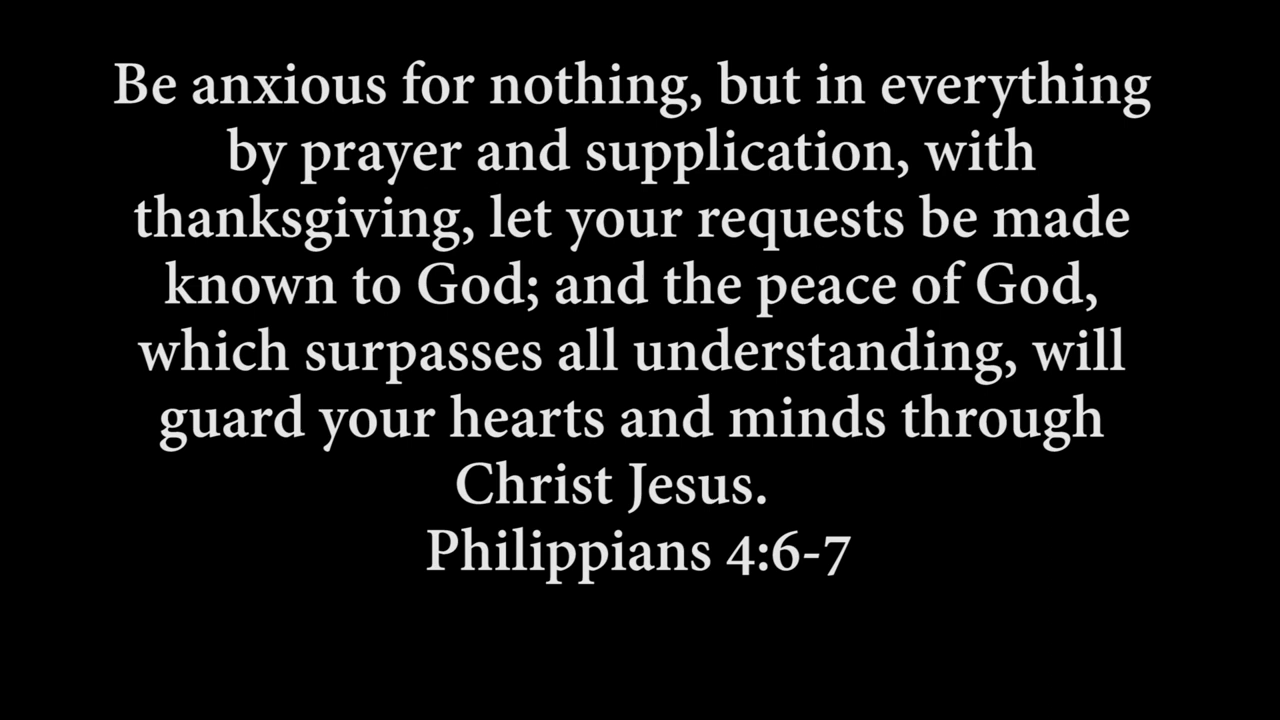 Be anxious for nothing, but in everything
by prayer and supplication, with
thanksgiving, let your requests be made
known to God; and the peace of God,
which surpasses all understanding, will
guard your hearts and minds through
Christ Jesus.
Philippians 4:6-7